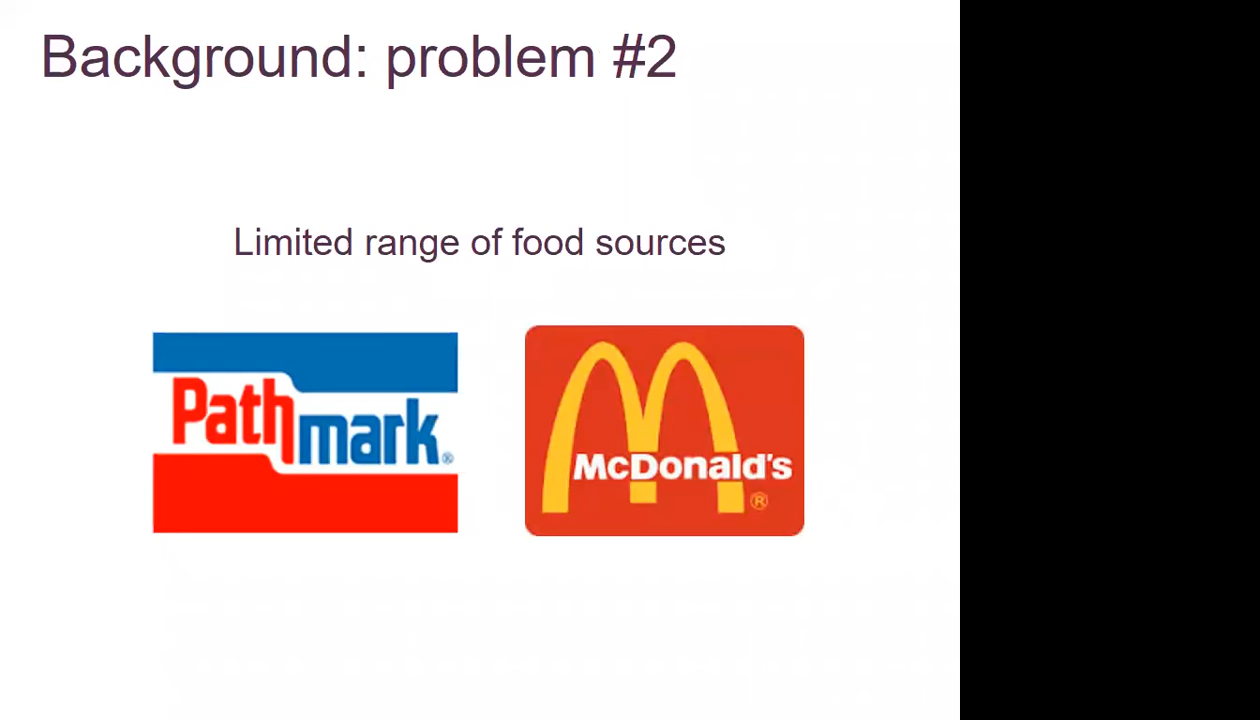 Background: problem #2
Limited range of food sources
Pathmark®
McDonald's
®